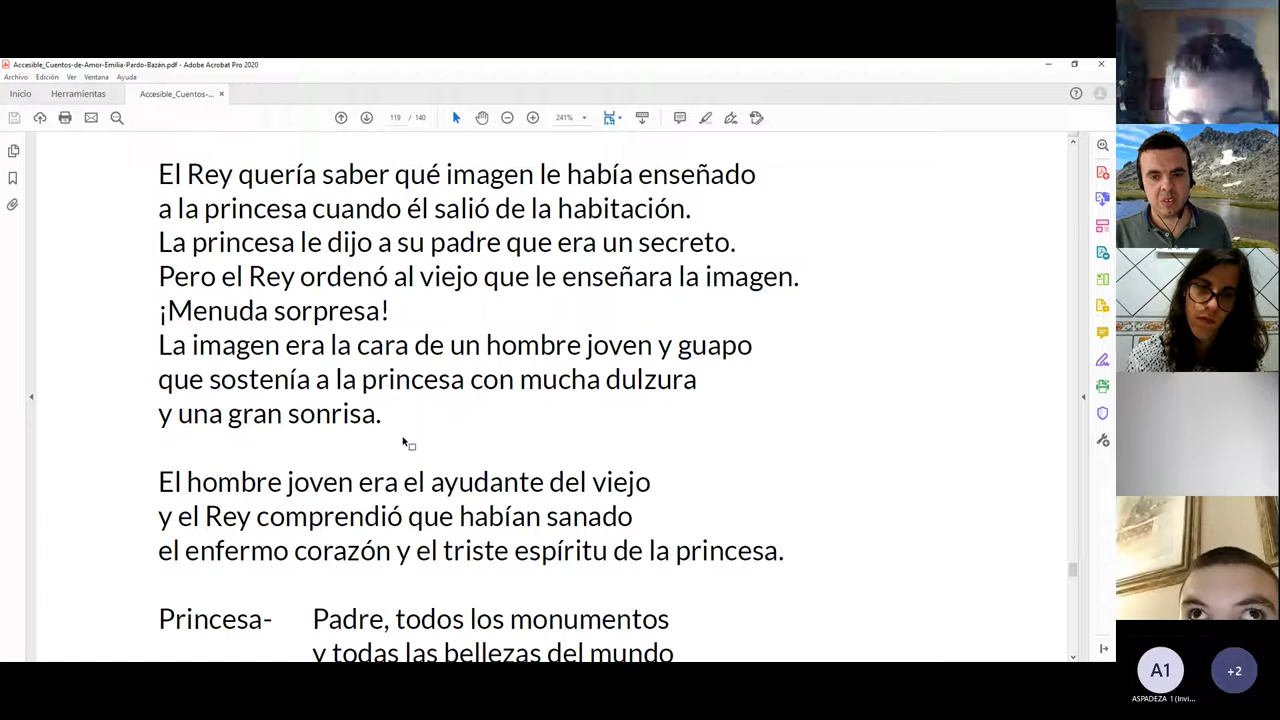 Accesible_Cuentos-de-Amor-Emilia-Pardo-Bazán.pdf - Adobe Acrobat Pro 2020
Archivo Edición Ver Ventana Ayuda
Inicio Herramientas Accesible_Cuentos-... ×
119 / 140 241%
El Rey quería saber qué imagen le había enseñado
a la princesa cuando él salió de la habitación.
La princesa le dijo a su padre que era un secreto.
Pero el Rey ordenó al viejo que le enseñara la imagen.
¡Menuda sorpresa!
La imagen era la cara de un hombre joven y guapo
que sostenía a la princesa con mucha dulzura
y una gran sonrisa.
El hombre joven era el ayudante del viejo
y el Rey comprendió que habían sanado
el enfermo corazón y el triste espíritu de la princesa.
Princesa- Padre, todos los monumentos
y todas las bellezas del mundo
A1 +2
ASPADEZA 1 (Invi...